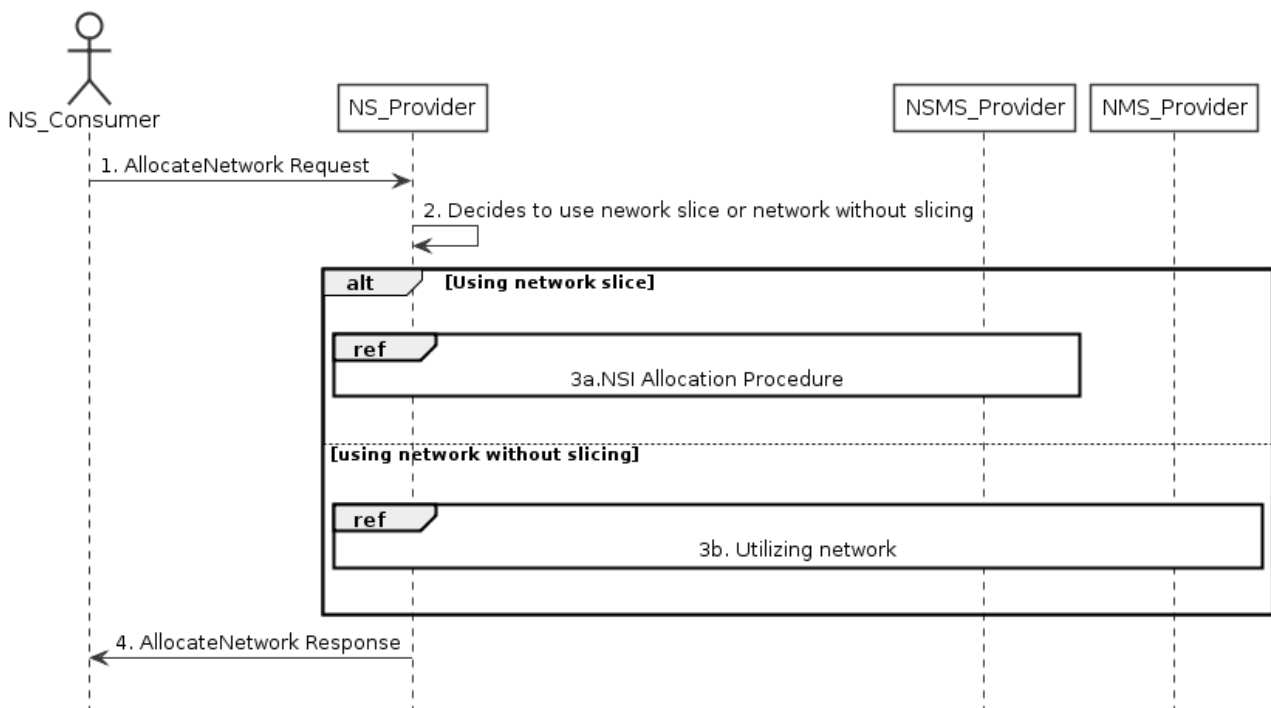 NS_Consumer
NS_Provider
NSMS_Provider
NMS_Provider
1. AllocateNetwork Request
2. Decides to use nework slice or network without slicing
alt
[Using network slice]
ref
3a.NSI Allocation Procedure
[using network without slicing]
ref
3b. Utilizing network
4. AllocateNetwork Response